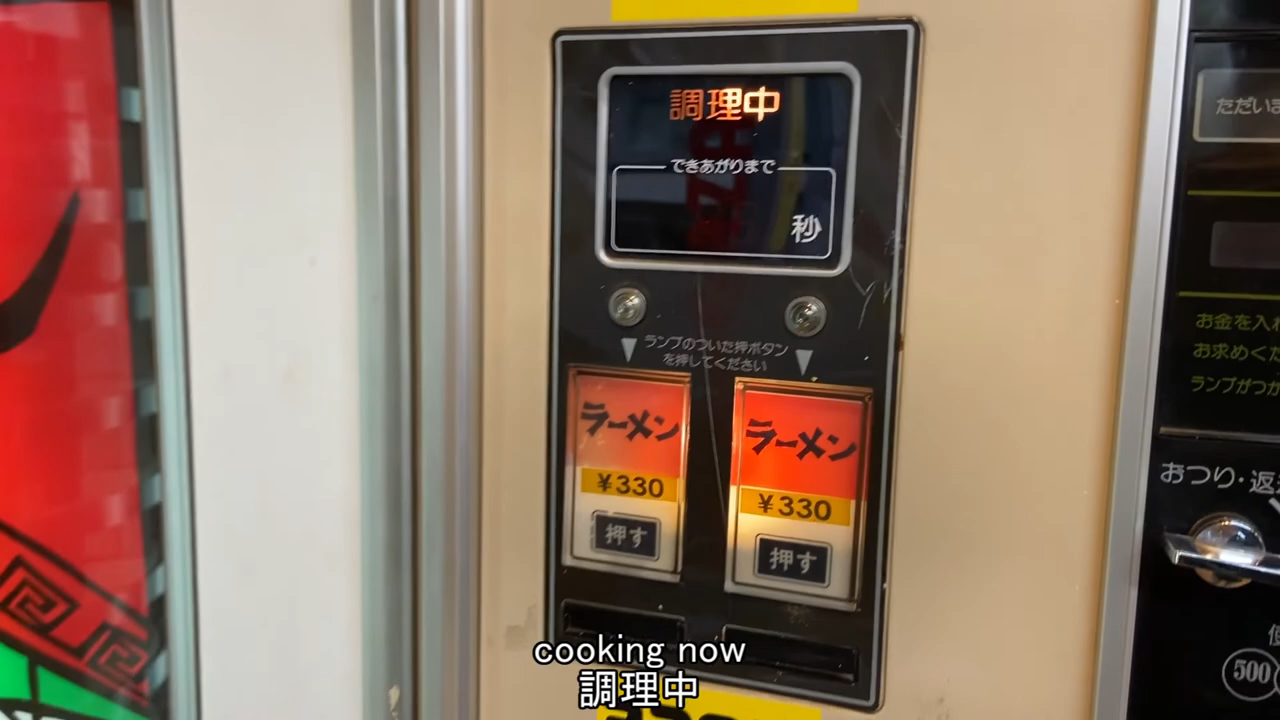 調理中
できあがりまで
秒
ランプのついた押ボタン
を押してください
ラーメン
¥330
押す
ラーメン
¥330
押す
ただいま
お金を入れ
お求めくだ
ランプがつか
おつり・返
500
cooking now
調理中